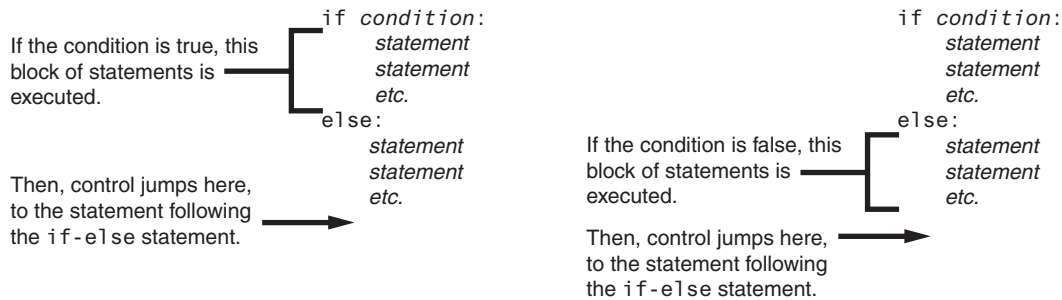 if condition:
If the condition is true, this
block of statements is
executed.
statement
statement
etc.
else:
statement
statement
etc.
Then, control jumps here,
to the statement following
the if-else statement.
if condition:
statement
statement
etc.
else:
If the condition is false, this
block of statements is
executed.
statement
statement
etc.
Then, control jumps here,
to the statement following
the if-else statement.